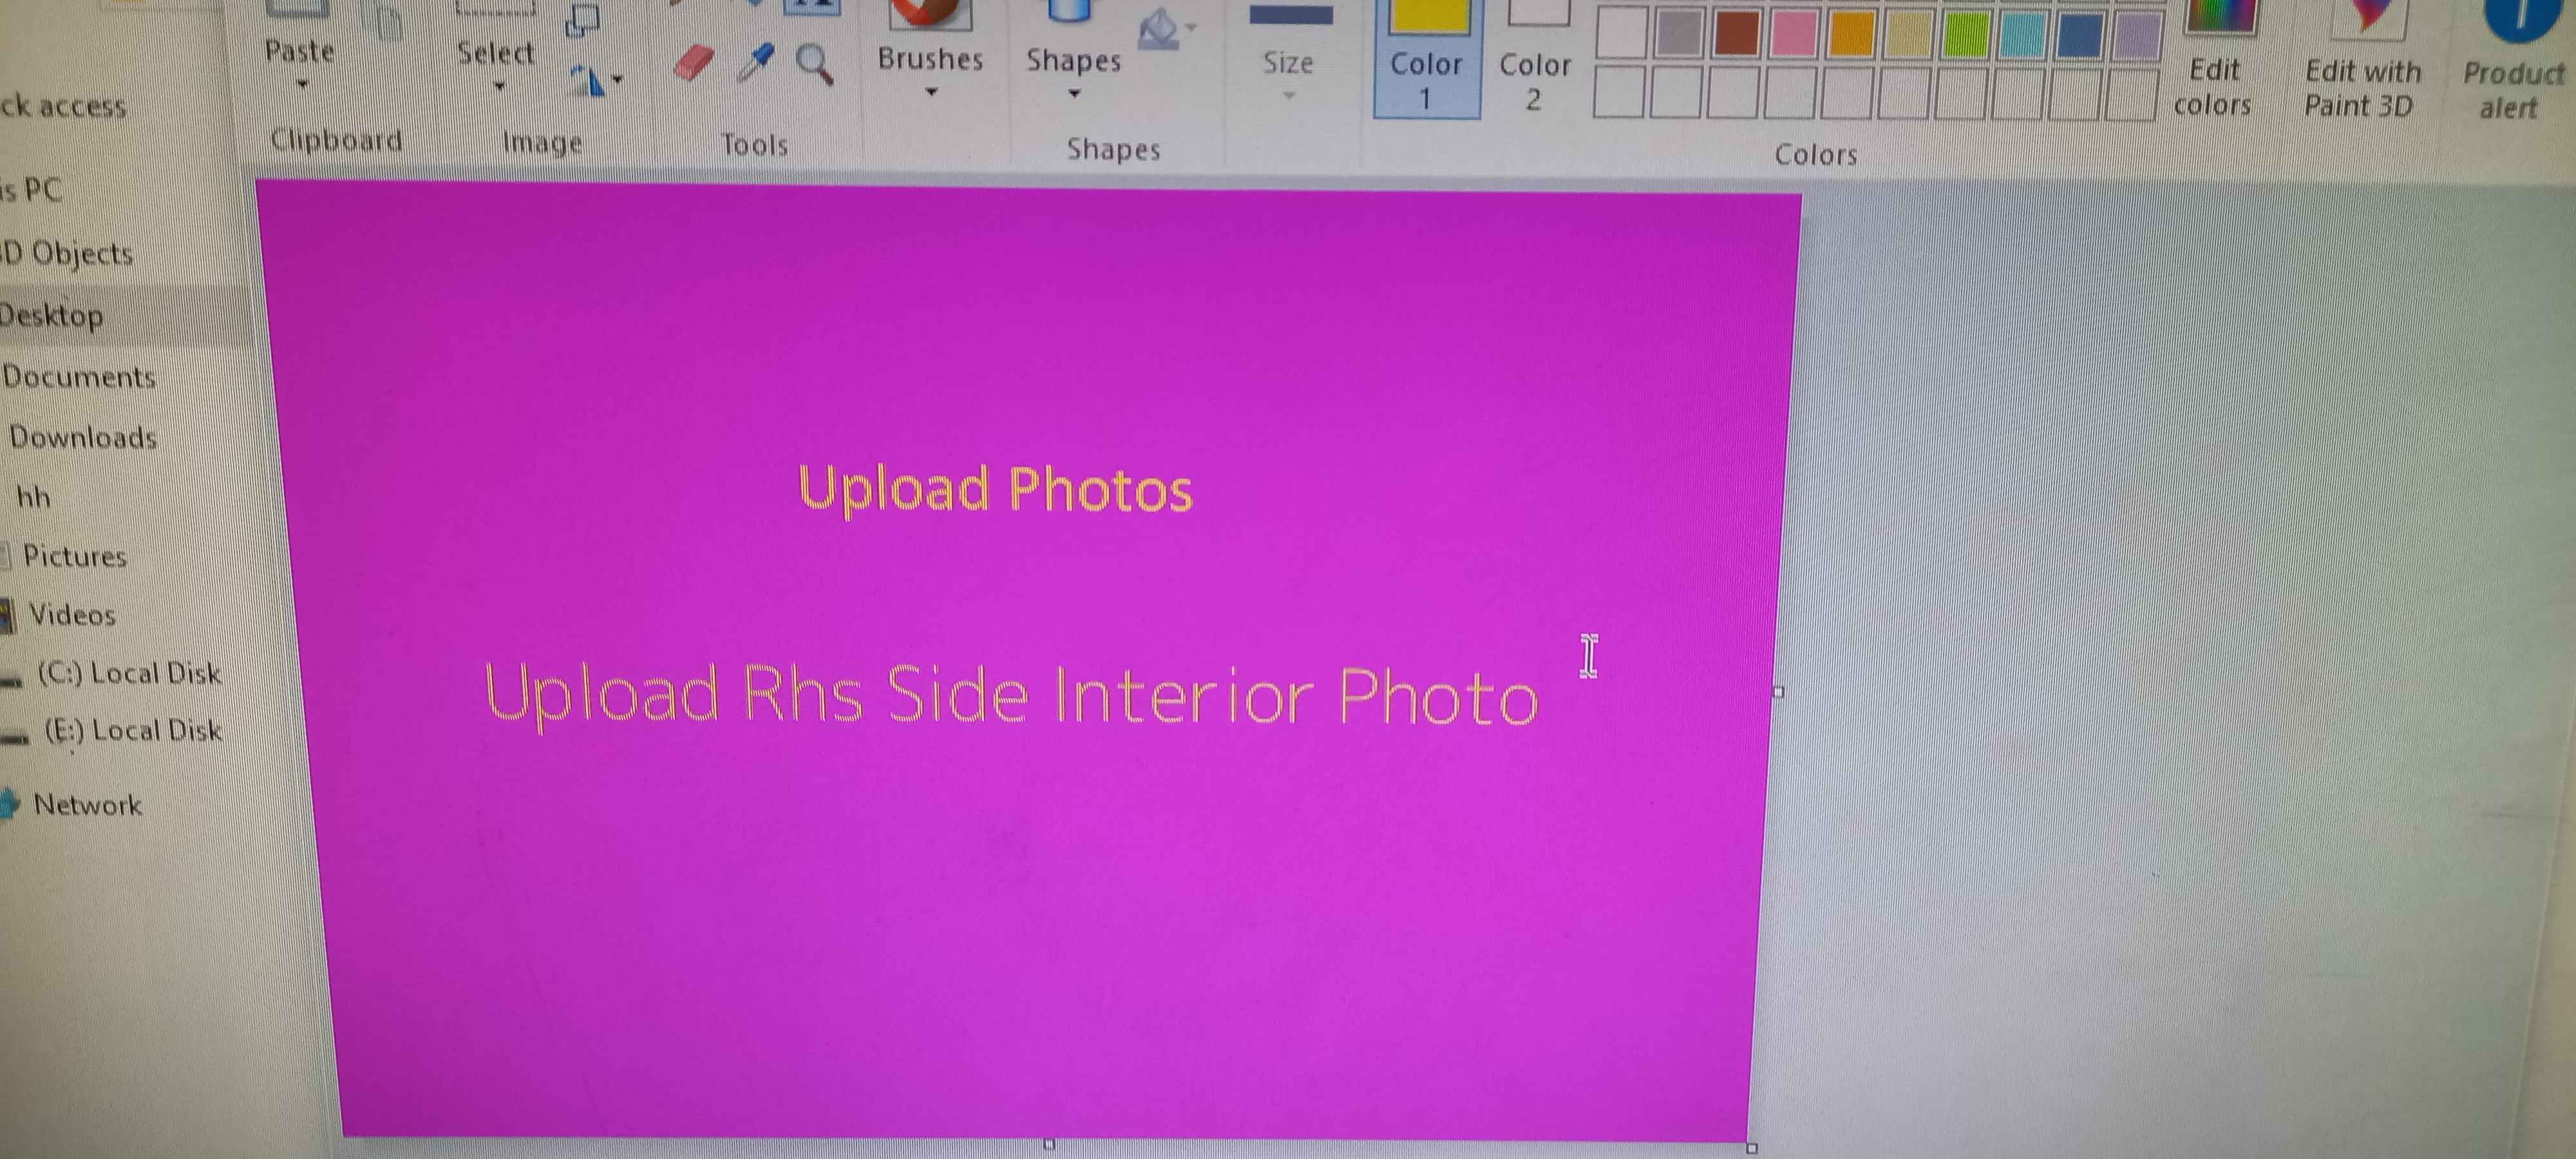 Paste
Select
Brushes
Shapes
Size
Color
1
Color
2
Edit
colors
Edit with
Paint 3D
Product
alert
Clipboard
Image
Tools
Shapes
Colors
ck access
is PC
D Objects
Desktop
Documents
Downloads
hh
Pictures
Videos
(C:) Local Disk
(E:) Local Disk
Network
Upload Photos
Upload Rhs Side Interior Photo